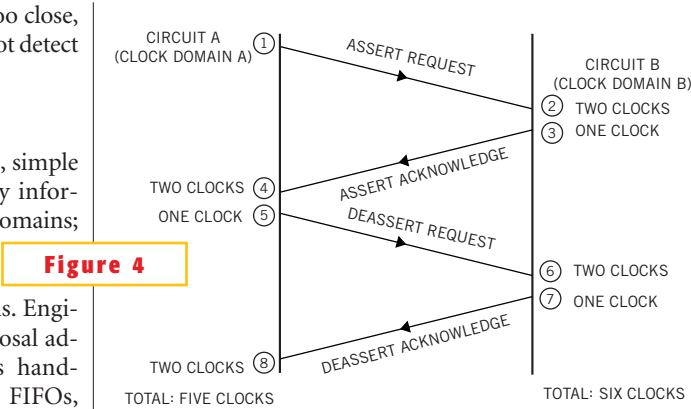 oo close,
ot detect
, simple
y infor-
omains;
Figure 4
s. Engi-
osal ad-
s hand-
FIFOs,
CIRCUIT A
(CLOCK DOMAIN A)
1
ASSERT REQUEST
CIRCUIT B
(CLOCK DOMAIN B)
2 TWO CLOCKS
3 ONE CLOCK
ASSERT ACKNOWLEDGE
TWO CLOCKS 4
ONE CLOCK 5
DEASSERT REQUEST
6 TWO CLOCKS
7 ONE CLOCK
DEASSERT ACKNOWLEDGE
TWO CLOCKS 8
TOTAL: FIVE CLOCKS
TOTAL: SIX CLOCKS